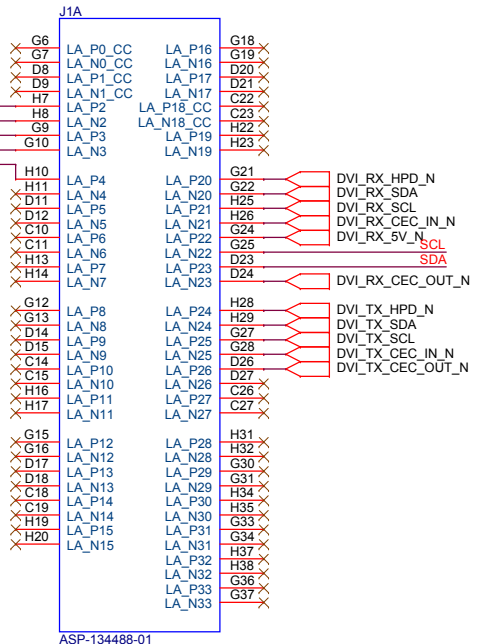 J1A
G6 LA_P0_CC LA_P16 G18
G7 LA_N0_CC LA_N16 G19
D8 LA_P1_CC LA_P17 D20
D9 LA_N1_CC LA_N17 D21
H7 LA_P2 LA_P18_CC C22
H8 LA_N2 LA_N18_CC C23
G9 LA_P3 LA_P19 H22
G10 LA_N3 LA_N19 H23
H10 LA_P4 LA_P20 G21 DVI_RX_HPD_N
H11 LA_N4 LA_N20 G22 DVI_RX_SDA
D11 LA_P5 LA_P21 H25 DVI_RX_SCL
D12 LA_N5 LA_N21 H26 DVI_RX_CEC_IN_N
C10 LA_P6 LA_P22 G24 DVI_RX_5V_N
C11 LA_N6 LA_N22 G25 SCL
H13 LA_P7 LA_P23 D23 SDA
H14 LA_N7 LA_N23 D24 DVI_RX_CEC_OUT_N
G12 LA_P8 LA_P24 H28 DVI_TX_HPD_N
G13 LA_N8 LA_N24 H29 DVI_TX_SDA
D14 LA_P9 LA_P25 G27 DVI_TX_SCL
D15 LA_N9 LA_N25 G28 DVI_TX_CEC_IN_N
C14 LA_P10 LA_P26 D26 DVI_TX_CEC_OUT_N
C15 LA_N10 LA_N26 D27
H16 LA_P11 LA_P27 C26
H17 LA_N11 LA_N27 C27
G15 LA_P12 LA_P28 H31
G16 LA_N12 LA_N28 H32
D17 LA_P13 LA_P29 G30
D18 LA_N13 LA_N29 G31
C18 LA_P14 LA_P30 H34
C19 LA_N14 LA_N30 H35
H19 LA_P15 LA_P31 G33
H20 LA_N15 LA_N31 G34
LA_P32 H37
LA_N32 H38
LA_P33 G36
LA_N33 G37
ASP-134488-01